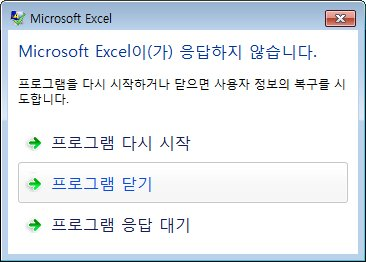 Microsoft Excel
Microsoft Excel이(가) 응답하지 않습니다.
프로그램을 다시 시작하거나 닫으면 사용자 정보의 복구를 시
도합니다.
프로그램 다시 시작
프로그램 닫기
프로그램 응답 대기